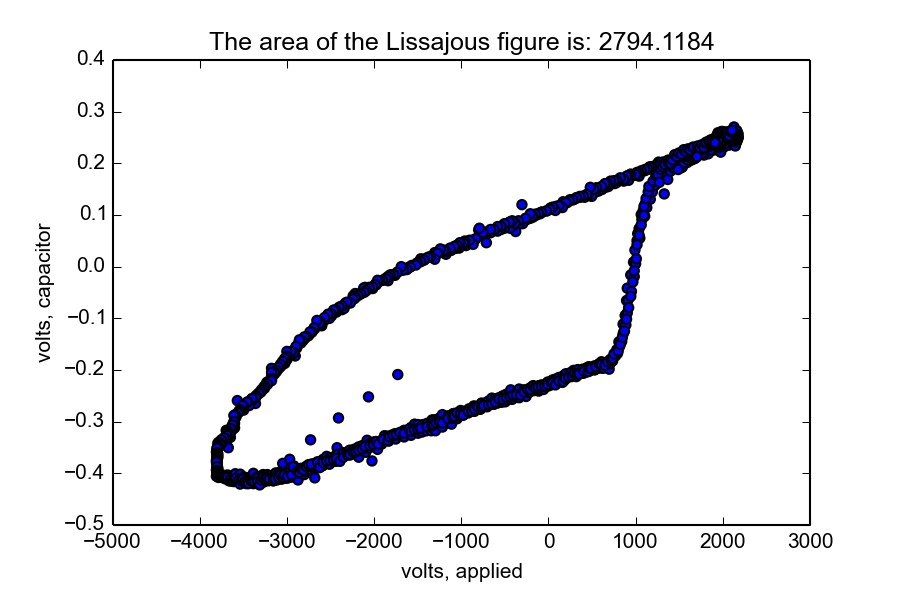 The area of the Lissajous figure is: 2794.1184
0.4
0.3
0.2
0.1
0.0
−0.1
−0.2
−0.3
−0.4
−0.5
volts, capacitor
−5000 −4000 −3000 −2000 −1000 0 1000 2000 3000
volts, applied